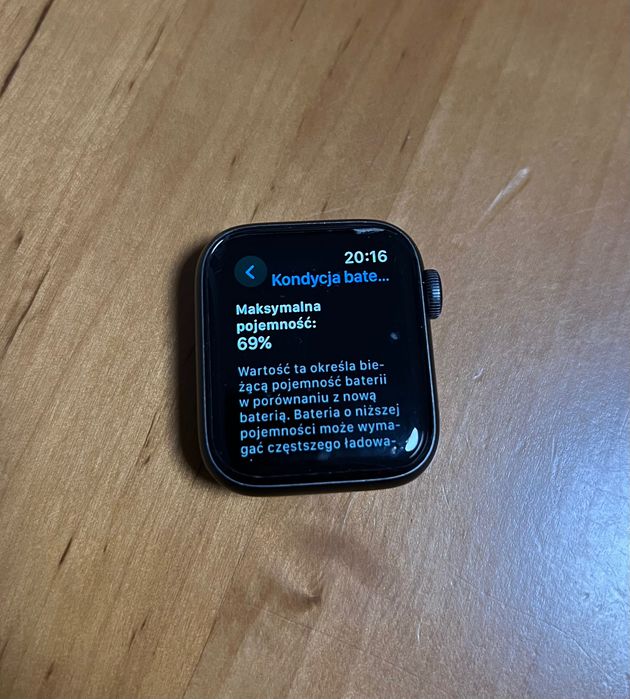 20:16
Kondycja bate...
Maksymalna
pojemność:
69%
Wartość ta określa bie-
żącą pojemność baterii
w porównaniu z nową
baterią. Bateria o niższej
pojemności może wyma-
gać częstszego ładowa-